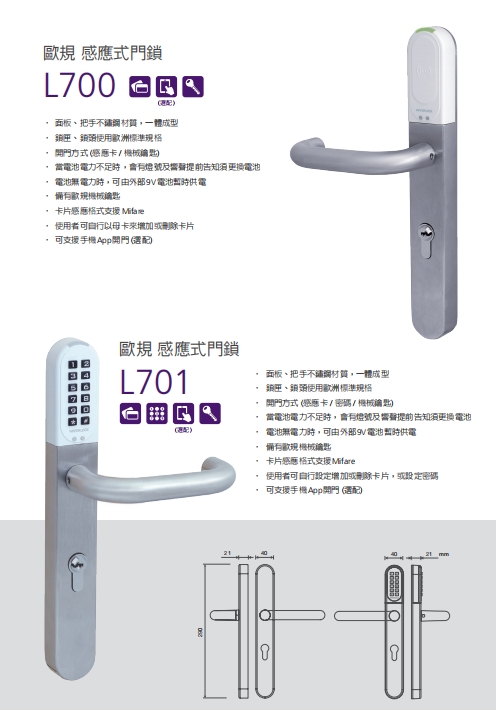 歐規 感應式門鎖
L700
(選配)
· 面板、把手不鏽鋼材質，一體成型
· 鎖匣、鎖頭使用歐洲標準規格
· 開門方式 (感應卡 / 機械鑰匙)
· 當電池電力不足時，會有燈號及響聲提前告知須更換電池
· 電池無電力時，可由外部9V電池暫時供電
· 備有歐規機械鑰匙
· 卡片感應格式支援 Mifare
· 使用者可自行以母卡來增加或刪除卡片
· 可支援手機App開門 (選配)
歐規 感應式門鎖
L701
(選配)
· 面板、把手不鏽鋼材質，一體成型
· 鎖匣、鎖頭使用歐洲標準規格
· 開門方式 (感應卡 / 密碼 / 機械鑰匙)
· 當電池電力不足時，會有燈號及響聲提前告知須更換電池
· 電池無電力時，可由外部9V電池暫時供電
· 備有歐規機械鑰匙
· 卡片感應格式支援Mifare
· 使用者可自行設定增加或刪除卡片，或設定密碼
· 可支援手機App開門 (選配)
1 2
3 4
5 6
7 8
9 0
* #
21 40
40 21 mm
290